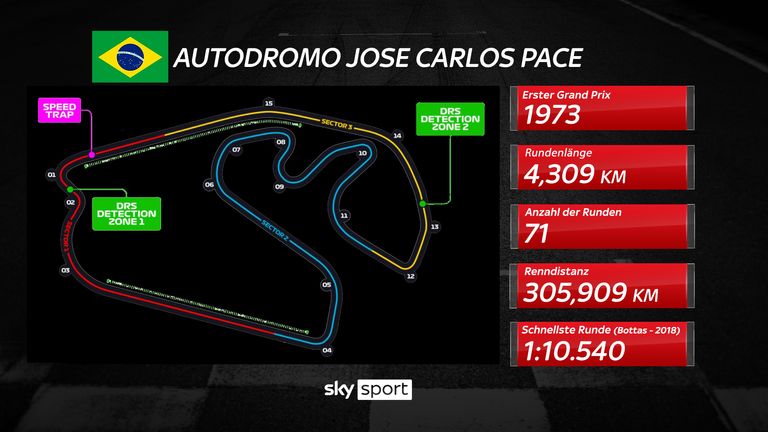 AUTODROMO JOSE CARLOS PACE
SPEED
TRAP
DRS
DETECTION
ZONE 2
DRS
DETECTION
ZONE 1
SECTOR 1
SECTOR 2
SECTOR 3
01
02
03
04
05
06
07
08
09
10
11
12
13
14
15
Erster Grand Prix
1973
Rundenlänge
4,309 KM
Anzahl der Runden
71
Renndistanz
305,909 KM
Schnellste Runde (Bottas - 2018)
1:10.540
sky sport